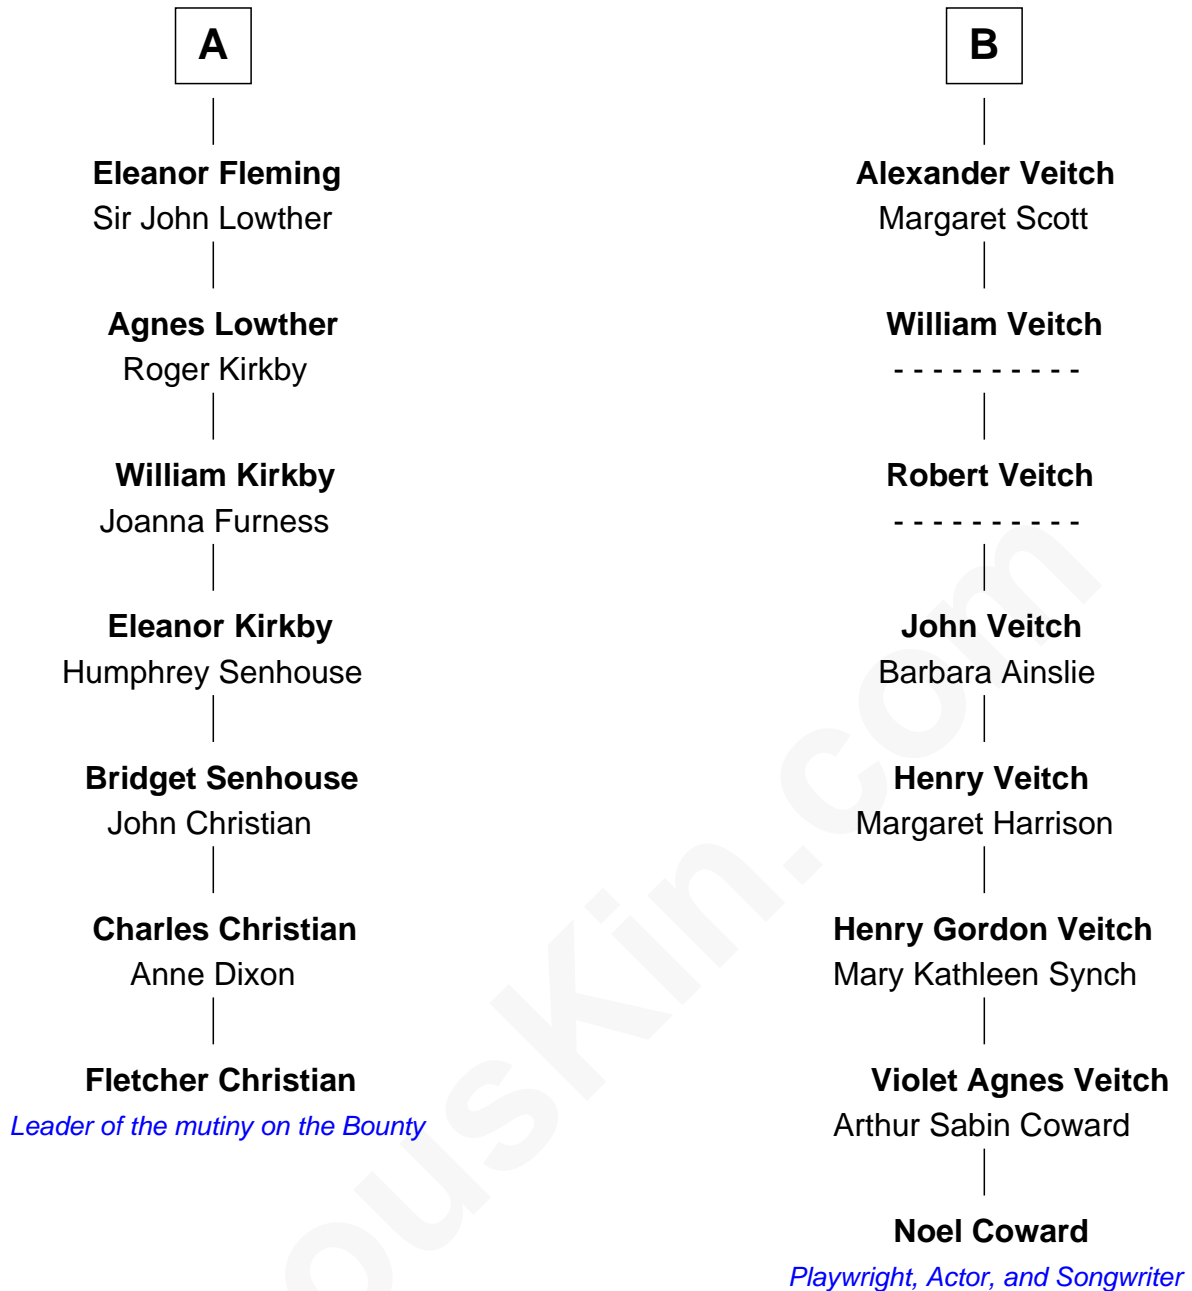 A
Eleanor Fleming
Sir John Lowther
Agnes Lowther
Roger Kirkby
William Kirkby
Joanna Furness
Eleanor Kirkby
Humphrey Senhouse
Bridget Senhouse
John Christian
Charles Christian
Anne Dixon
Fletcher Christian
Leader of the mutiny on the Bounty
B
Alexander Veitch
Margaret Scott
William Veitch
- - - - - - - - - -
Robert Veitch
- - - - - - - - - -
John Veitch
Barbara Ainslie
Henry Veitch
Margaret Harrison
Henry Gordon Veitch
Mary Kathleen Synch
Violet Agnes Veitch
Arthur Sabin Coward
Noel Coward
Playwright, Actor, and Songwriter
ousKin.com